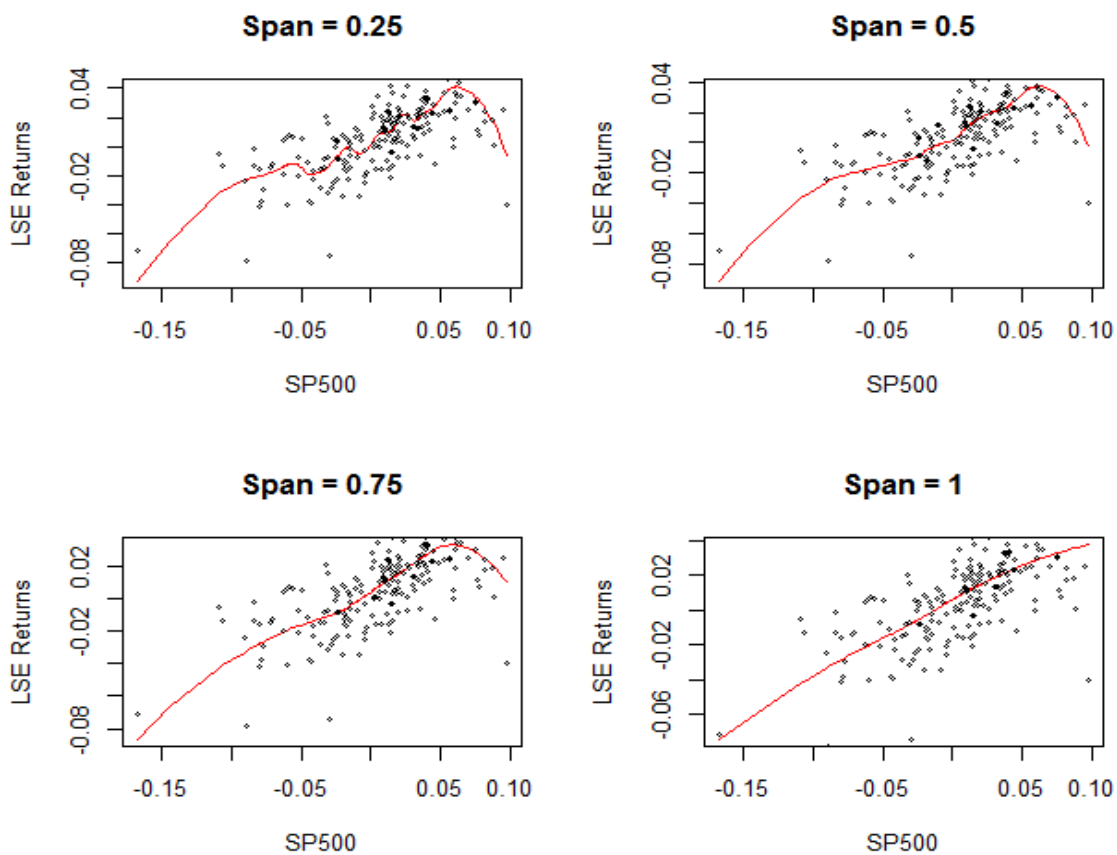 Span = 0.25
0.04
-0.02
-0.08
LSE Returns
-0.15
-0.05
0.05
0.10
SP500
Span = 0.5
0.04
-0.02
-0.08
LSE Returns
-0.15
-0.05
0.05
0.10
SP500
Span = 0.75
0.02
-0.02
-0.08
LSE Returns
-0.15
-0.05
0.05
0.10
SP500
Span = 1
0.02
-0.02
-0.06
LSE Returns
-0.15
-0.05
0.05
0.10
SP500